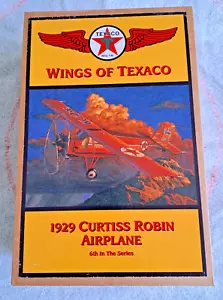 TEXACO
WINGS OF TEXACO
1929 CURTISS ROBIN
AIRPLANE
6th In The Series